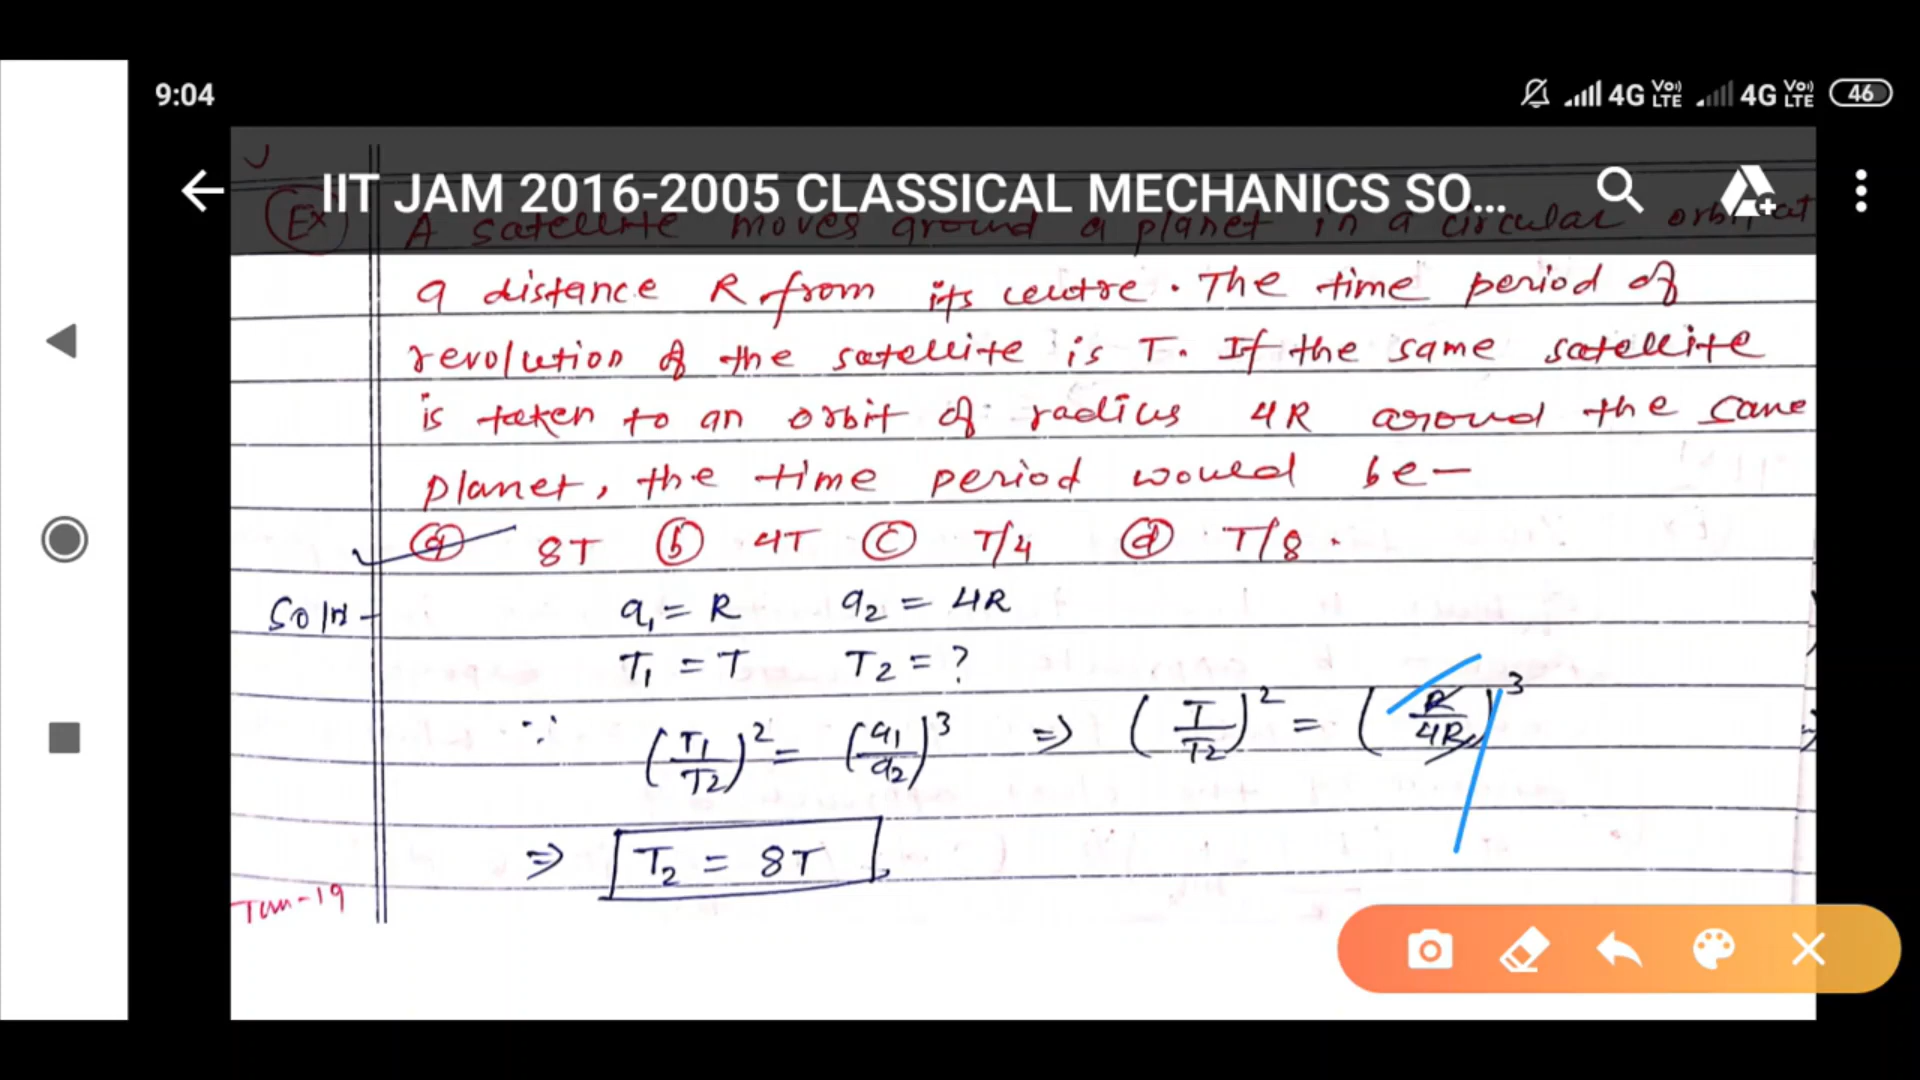 9:04
4G Vo) LTE 4G Vo) LTE 46
IIT JAM 2016-2005 CLASSICAL MECHANICS SO...
Ex A satellite moves around a planet in a circular orbit at
a distance R from its centre. The time period of
revolution of the satellite is T. If the same satellite
is taken to an orbit of radius 4R around the same
planet, the time period would be—
(a) 8T (b) 4T (c) T/4 (d) T/8.
Soln- a₁ = R a₂ = 4R
T₁ = T T₂ = ?
∵ (T₁/T₂)² = (a₁/a₂)³ ⇒ (T/T₂)² = (R/4R)³
⇒ T₂ = 8T